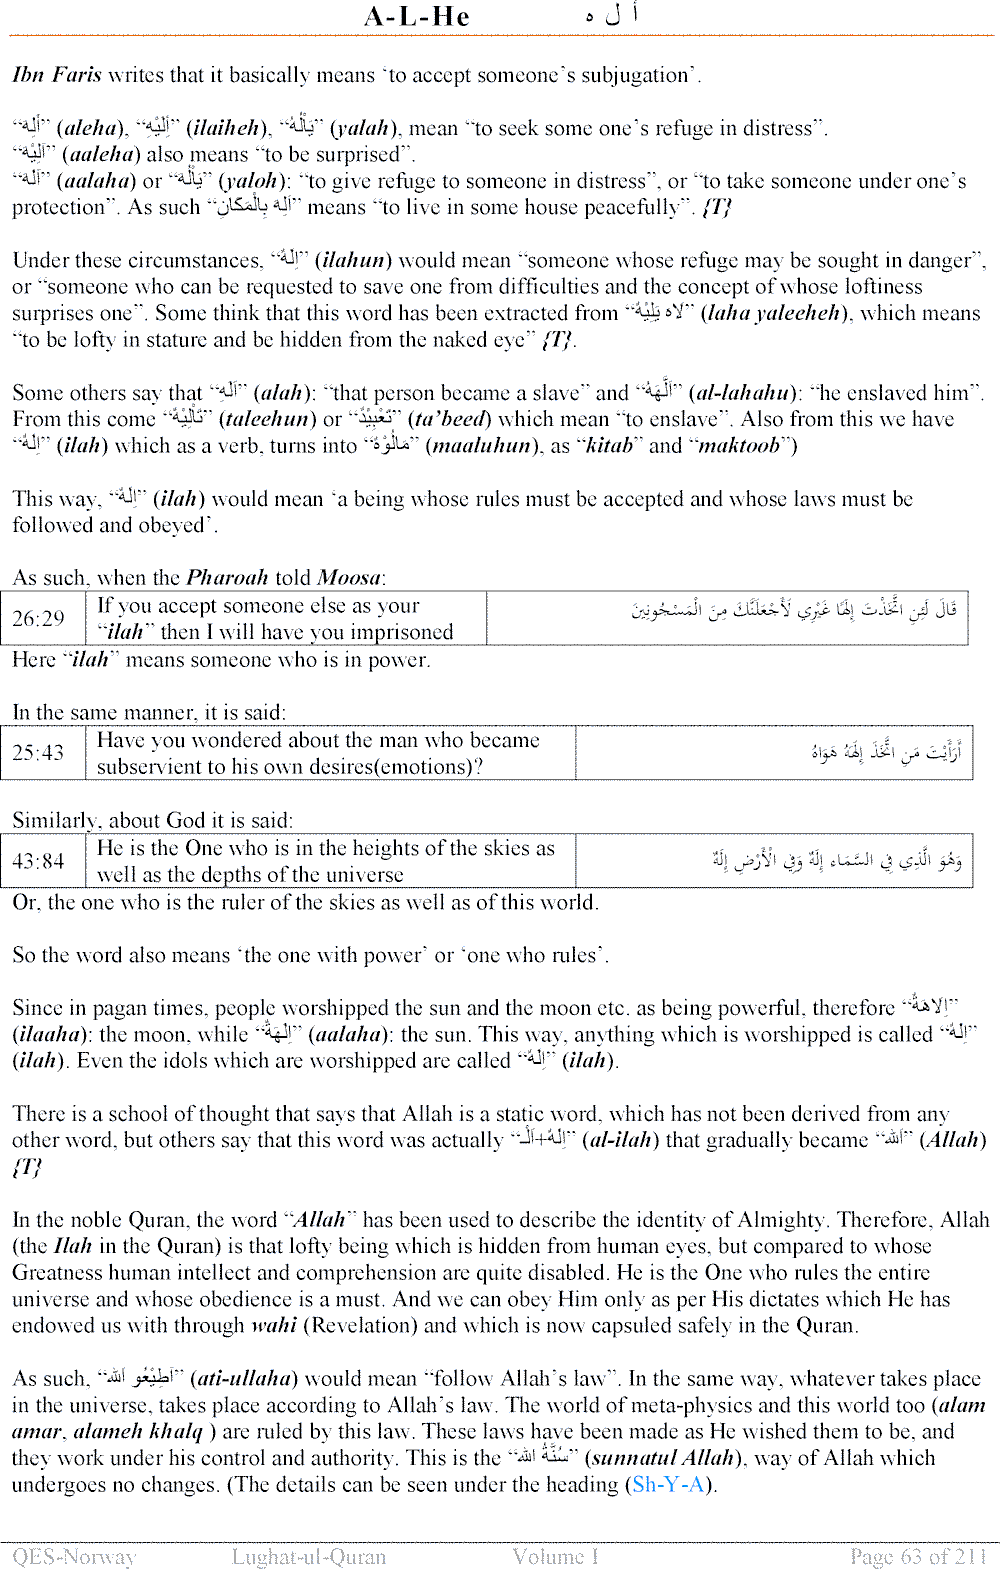 A-L-He أ ل ه
Ibn Faris writes that it basically means ‘to accept someone’s subjugation’.
“أَلِهَ” (aleha), “إِلَيْهِ” (ilaiheh), “يَأْلَهُ” (yalah), mean “to seek some one’s refuge in distress”.
“أَلِيْهَ” (aaleha) also means “to be surprised”.
“آلَهَ” (aalaha) or “يَأْلُهُ” (yaloh): “to give refuge to someone in distress”, or “to take someone under one’s
protection”. As such “أَلِهَ بِالْمَكَانِ” means “to live in some house peacefully”. {T}
Under these circumstances, “اِلٰهٌ” (ilahun) would mean “someone whose refuge may be sought in danger”,
or “someone who can be requested to save one from difficulties and the concept of whose loftiness
surprises one”. Some think that this word has been extracted from “لاه يَلِيْهُ” (laha yaleeheh), which means
“to be lofty in stature and be hidden from the naked eye” {T}.
Some others say that “اَلِهَ” (alah): “that person became a slave” and “اَلَّهَهُ” (al-lahahu): “he enslaved him”.
From this come “تَأْلِيْهٌ” (taleehun) or “تَعْبِيْدٌ” (ta’beed) which mean “to enslave”. Also from this we have
“اِلٰهٌ” (ilah) which as a verb, turns into “مَالُوْهٌ” (maaluhun), as “kitab” and “maktoob”)
This way, “اِلٰهٌ” (ilah) would mean ‘a being whose rules must be accepted and whose laws must be
followed and obeyed’.
As such, when the Pharoah told Moosa:
26:29 If you accept someone else as your قَالَ لَئِنِ اتَّخَذْتَ إِلَهًا غَيْرِي لَأَجْعَلَنَّكَ مِنَ الْمَسْجُونِينَ
“ilah” then I will have you imprisoned
Here “ilah” means someone who is in power.
In the same manner, it is said:
25:43 Have you wondered about the man who became أَرَأَيْتَ مَنِ اتَّخَذَ إِلَهَهُ هَوَاهُ
subservient to his own desires(emotions)?
Similarly, about God it is said:
43:84 He is the One who is in the heights of the skies as وَهُوَ الَّذِي فِي السَّمَاء إِلَهٌ وَفِي الْأَرْضِ إِلَهٌ
well as the depths of the universe
Or, the one who is the ruler of the skies as well as of this world.
So the word also means ‘the one with power’ or ‘one who rules’.
Since in pagan times, people worshipped the sun and the moon etc. as being powerful, therefore “اِلَاهَةٌ”
(ilaaha): the moon, while “اِلٰهَةٌ” (aalaha): the sun. This way, anything which is worshipped is called “اِلٰهٌ”
(ilah). Even the idols which are worshipped are called “اِلٰهٌ” (ilah).
There is a school of thought that says that Allah is a static word, which has not been derived from any
other word, but others say that this word was actually “اَلْ+اِلٰهٌ” (al-ilah) that gradually became “اَللہ” (Allah)
{T}
In the noble Quran, the word “Allah” has been used to describe the identity of Almighty. Therefore, Allah
(the Ilah in the Quran) is that lofty being which is hidden from human eyes, but compared to whose
Greatness human intellect and comprehension are quite disabled. He is the One who rules the entire
universe and whose obedience is a must. And we can obey Him only as per His dictates which He has
endowed us with through wahi (Revelation) and which is now capsuled safely in the Quran.
As such, “اَطِيْعُو اَللہ” (ati-ullaha) would mean “follow Allah’s law”. In the same way, whatever takes place
in the universe, takes place according to Allah’s law. The world of meta-physics and this world too (alam
amar, alameh khalq ) are ruled by this law. These laws have been made as He wished them to be, and
they work under his control and authority. This is the “سُنَّةُ اللہ” (sunnatul Allah), way of Allah which
undergoes no changes. (The details can be seen under the heading (Sh-Y-A).
QES-Norway Lughat-ul-Quran Volume I Page 63 of 211